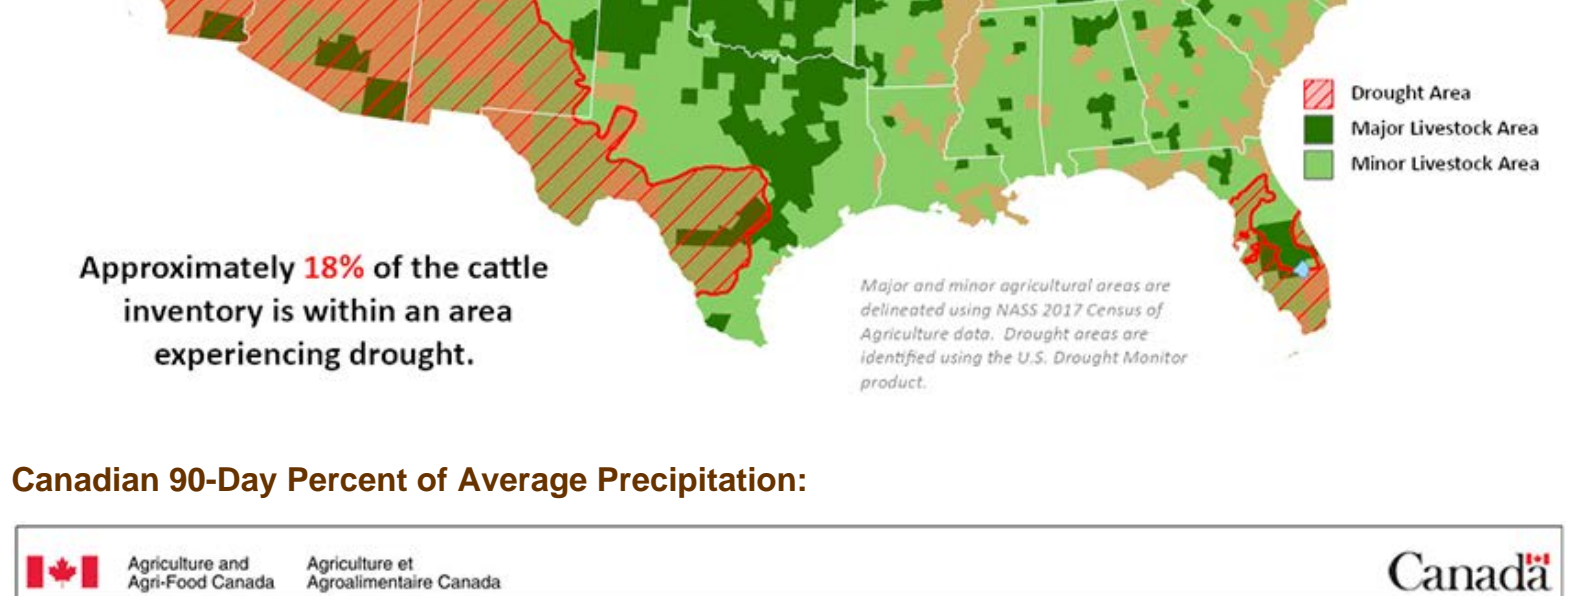 Drought Area
Major Livestock Area
Minor Livestock Area
Approximately 18% of the cattle
inventory is within an area
experiencing drought.
Major and minor agricultural areas are
delineated using NASS 2017 Census of
Agriculture data. Drought areas are
identified using the U.S. Drought Monitor
product.
Canadian 90-Day Percent of Average Precipitation:
Agriculture and
Agri-Food Canada
Agriculture et
Agroalimentaire Canada
Canada